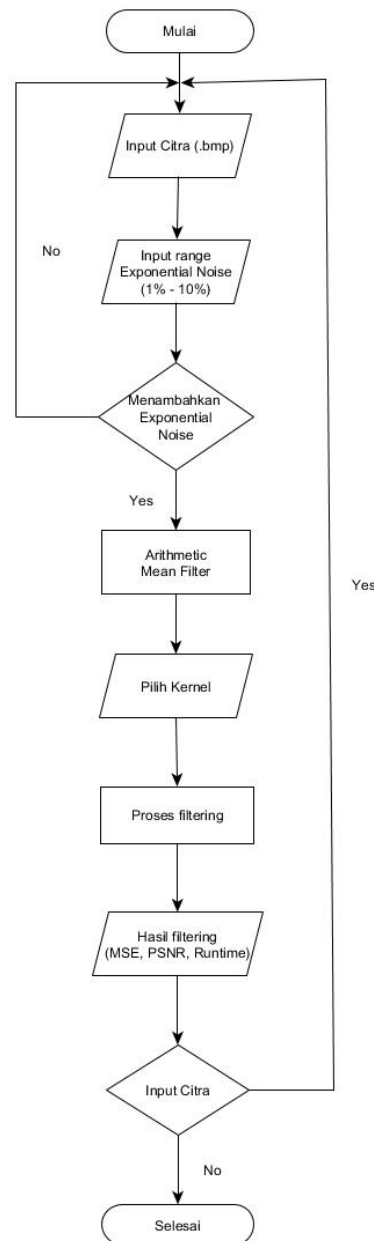 Mulai
Input Citra (.bmp)
No
Input range
Exponential Noise
(1% - 10%)
Menambahkan
Exponential
Noise
Yes
Arithmetic
Mean Filter
Yes
Pilih Kernel
Proses filtering
Hasil filtering
(MSE, PSNR, Runtime)
Input Citra
No
Selesai